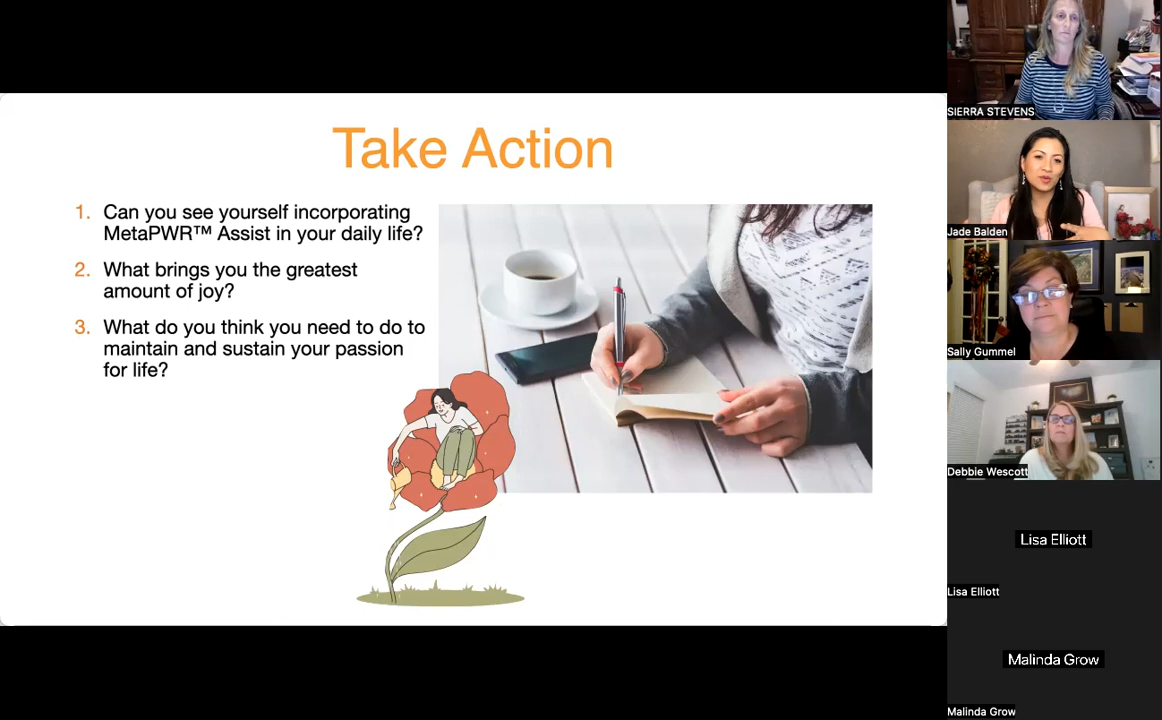 Take Action
1. Can you see yourself incorporating
MetaPWR™ Assist in your daily life?
2. What brings you the greatest
amount of joy?
3. What do you think you need to do to
maintain and sustain your passion
for life?
SIERRA STEVENS
Jade Balden
Sally Gummel
Debbie Wescott
Lisa Elliott
Lisa Elliott
Malinda Grow
Malinda Grow